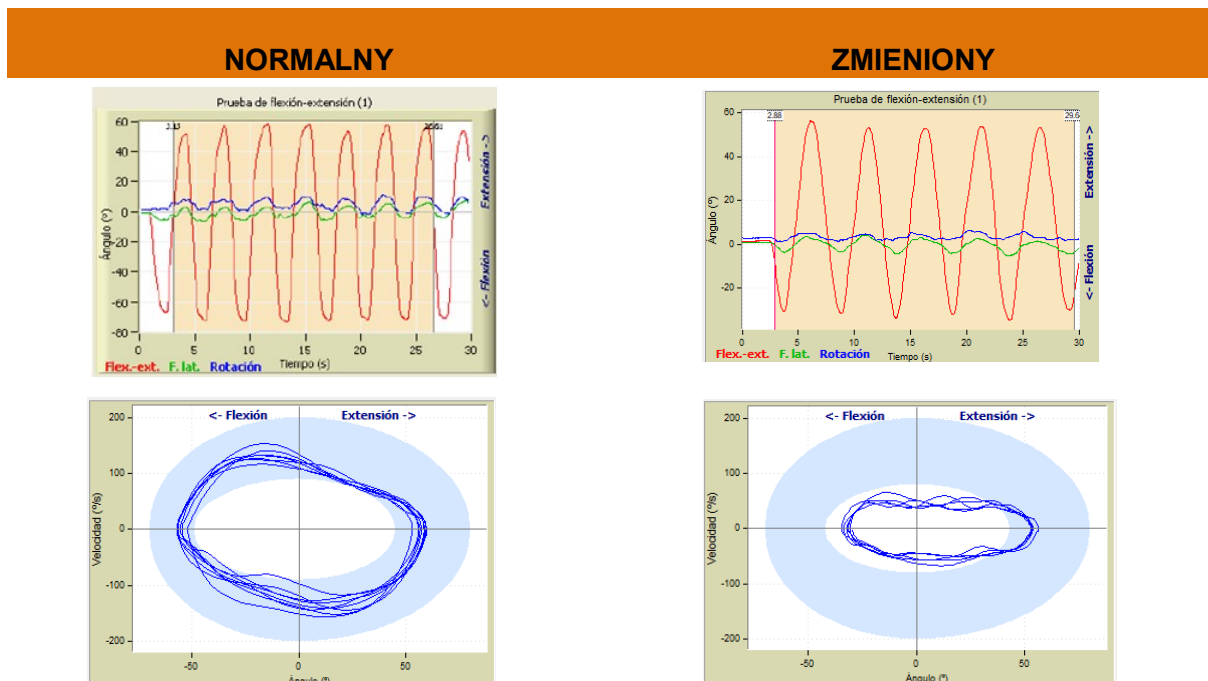 NORMALNY
ZMIENIONY
Prueba de flexión-extensión (1)
60
40
20
0
-20
-40
-60
-80
Ángulo (º)
Extensión ->
<- Flexión
0
5
10
15
20
25
30
Flex.-ext. F. lat. Rotación Tiempo (s)
Prueba de flexión-extensión (1)
2.88
29.6
60
40
20
0
-20
Ángulo (º)
Extensión ->
<- Flexión
0
5
10
15
20
25
30
Flex.-ext. F. lat. Rotación Tiempo (s)
<- Flexión Extensión ->
200
100
0
-100
-200
Velocidad (º/s)
-50
0
50
Ángulo (º)
<- Flexión Extensión ->
200
100
0
-100
-200
Velocidad (º/s)
-50
0
50
Ángulo (º)